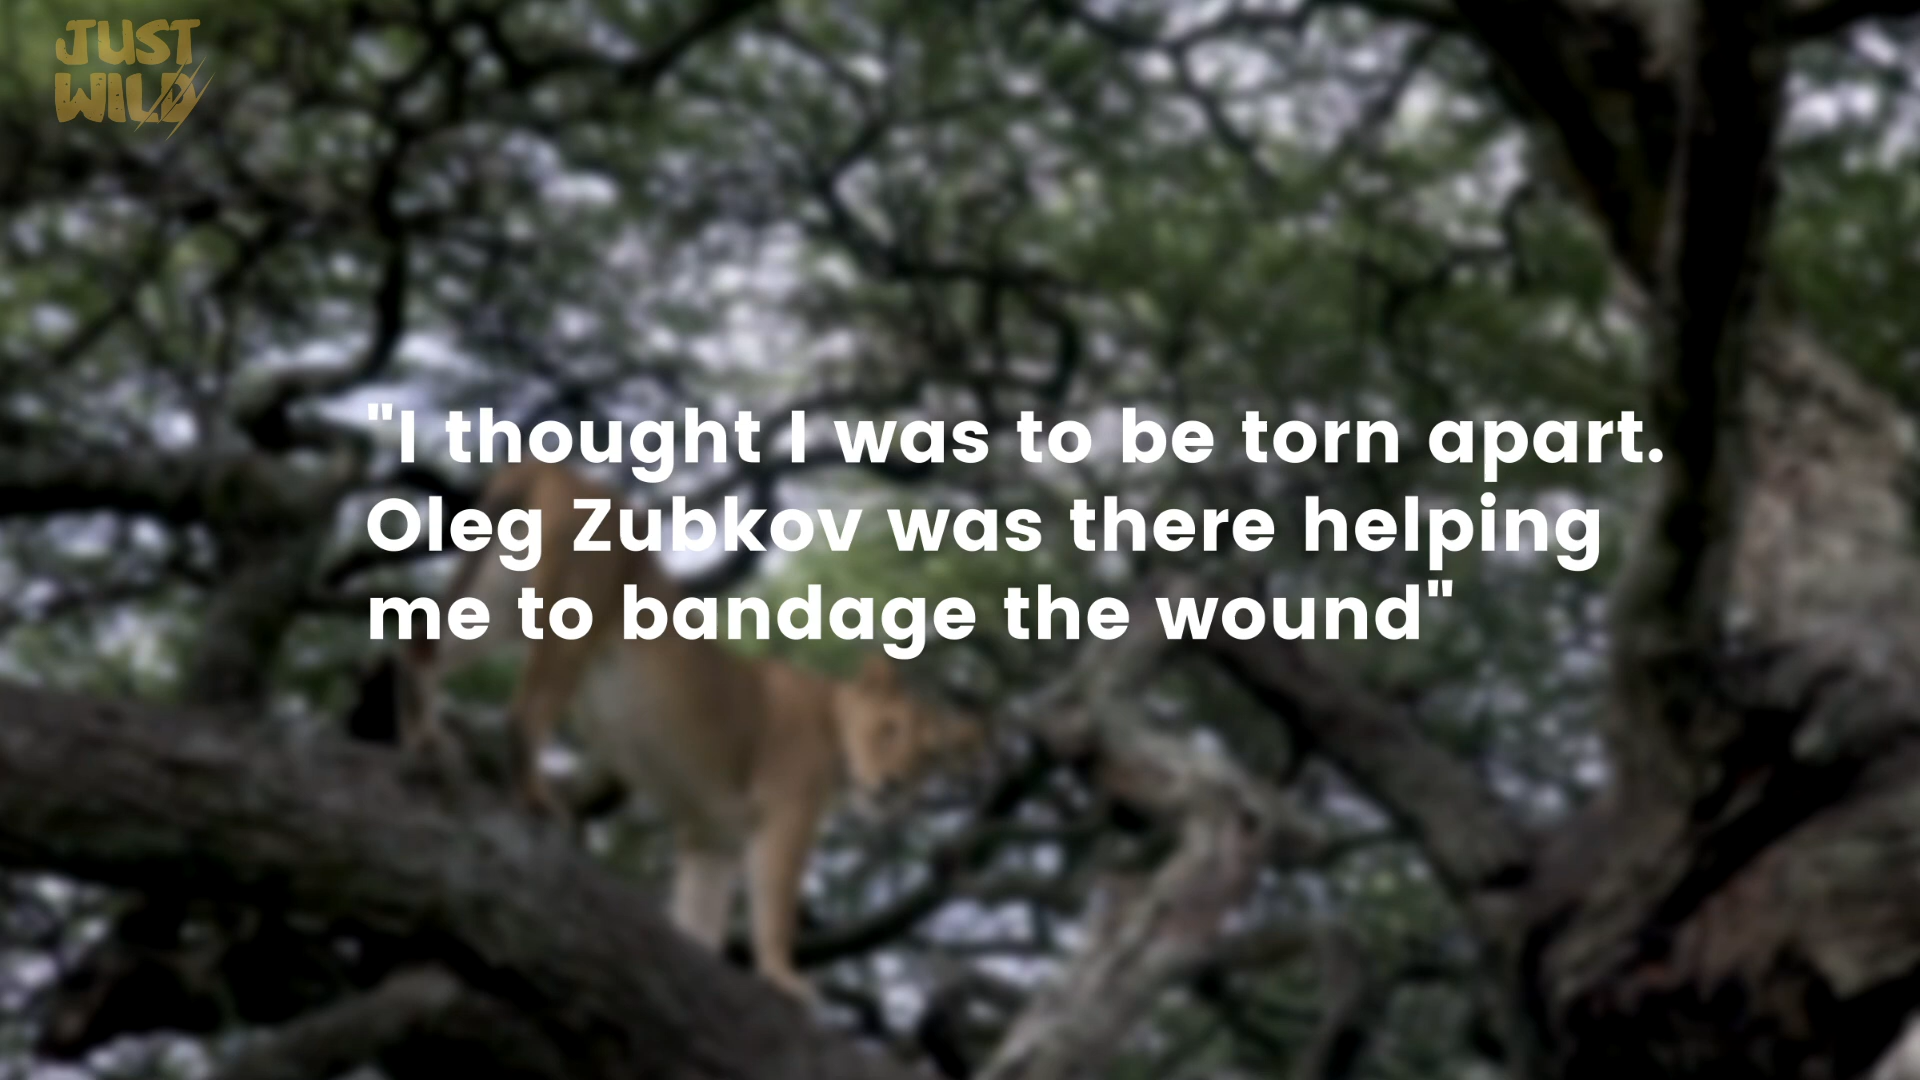 JUST
WILD
"I thought I was to be torn apart.
Oleg Zubkov was there helping
me to bandage the wound"